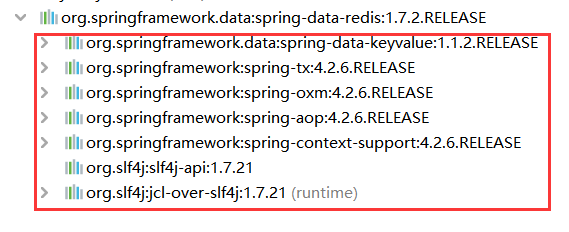 org.springframework.data:spring-data-redis:1.7.2.RELEASE
org.springframework.data:spring-data-keyvalue:1.1.2.RELEASE
org.springframework:spring-tx:4.2.6.RELEASE
org.springframework:spring-oxm:4.2.6.RELEASE
org.springframework:spring-aop:4.2.6.RELEASE
org.springframework:spring-context-support:4.2.6.RELEASE
org.slf4j:slf4j-api:1.7.21
org.slf4j:jcl-over-slf4j:1.7.21 (runtime)